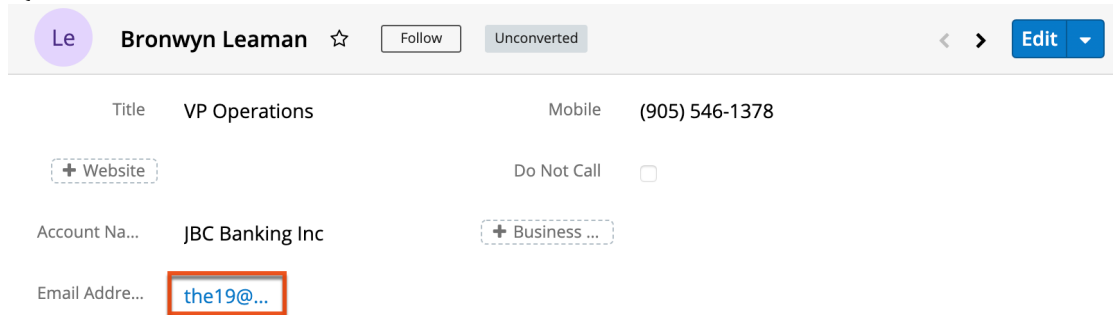 Le Bronwyn Leaman Follow Unconverted Edit
Title VP Operations Mobile (905) 546-1378
+ Website Do Not Call
Account Na... JBC Banking Inc + Business ...
Email Addre... the19@...